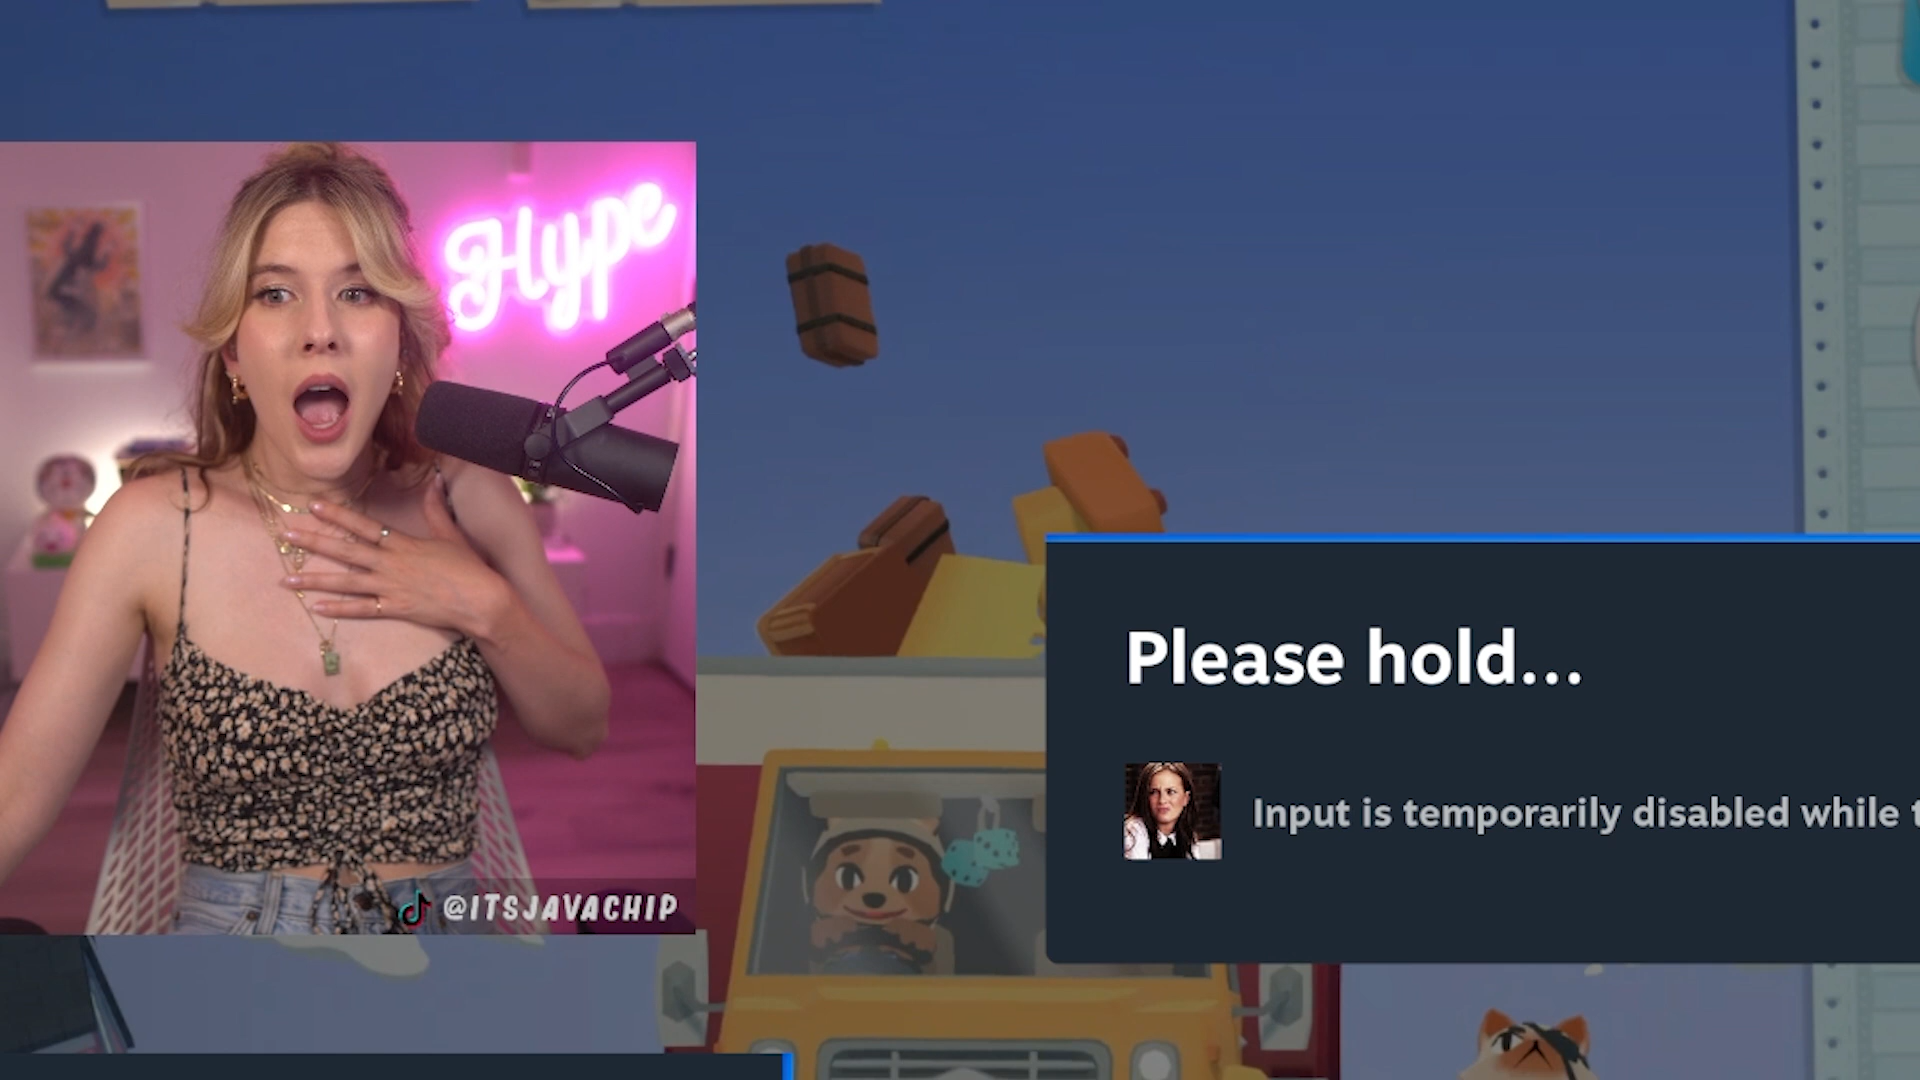 Hype
@ITSJAVACHIP
Please hold...
Input is temporarily disabled while